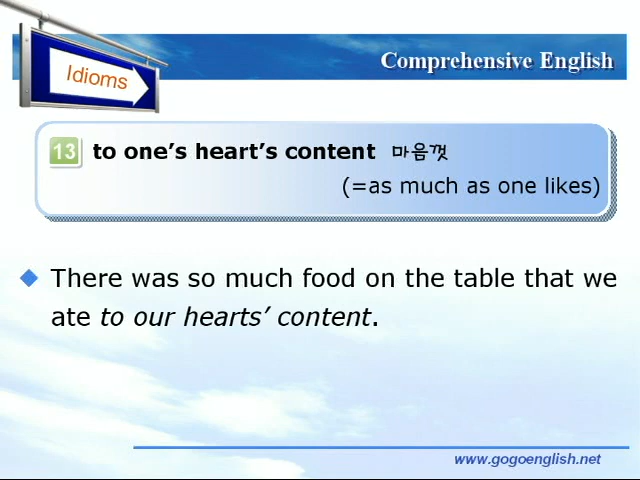 Comprehensive English
Idioms
13 to one’s heart’s content 마음껏
(=as much as one likes)
There was so much food on the table that we
ate to our hearts’ content.
www.gogoenglish.net